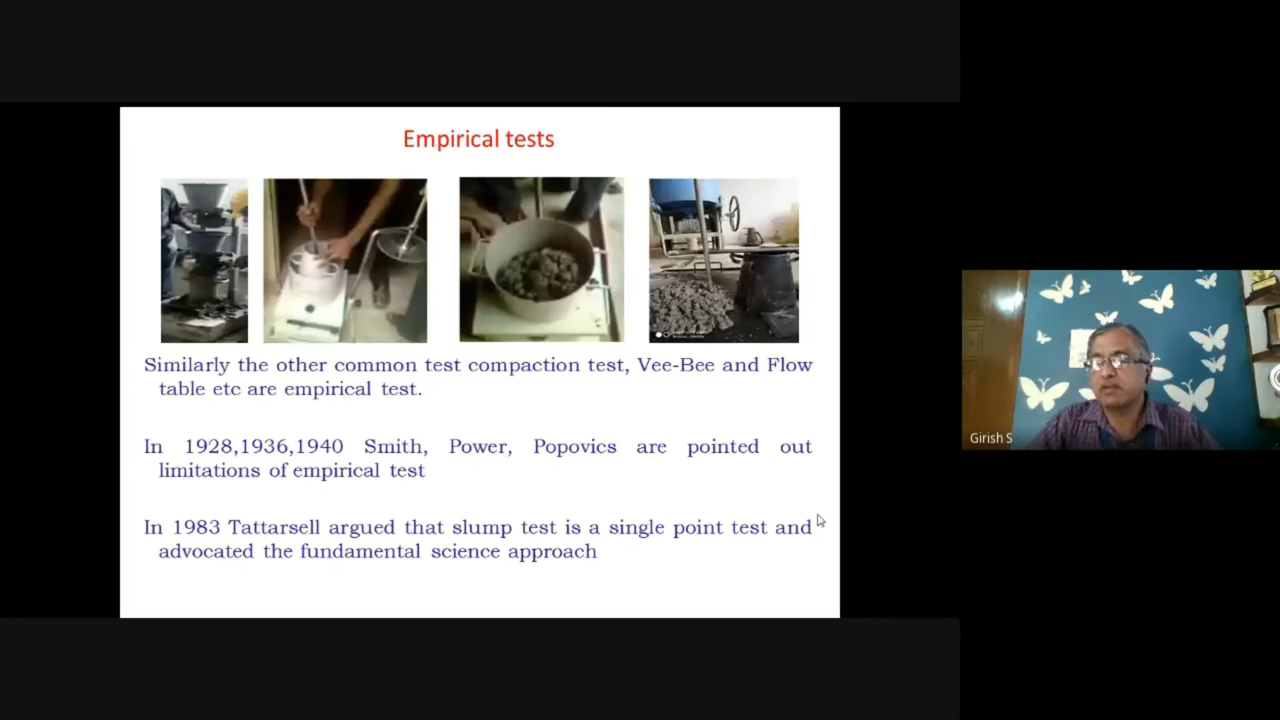 Empirical tests
Similarly the other common test compaction test, Vee-Bee and Flow
table etc are empirical test.
In 1928,1936,1940 Smith, Power, Popovics are pointed out
limitations of empirical test
In 1983 Tattarsell argued that slump test is a single point test and
advocated the fundamental science approach
Girish S